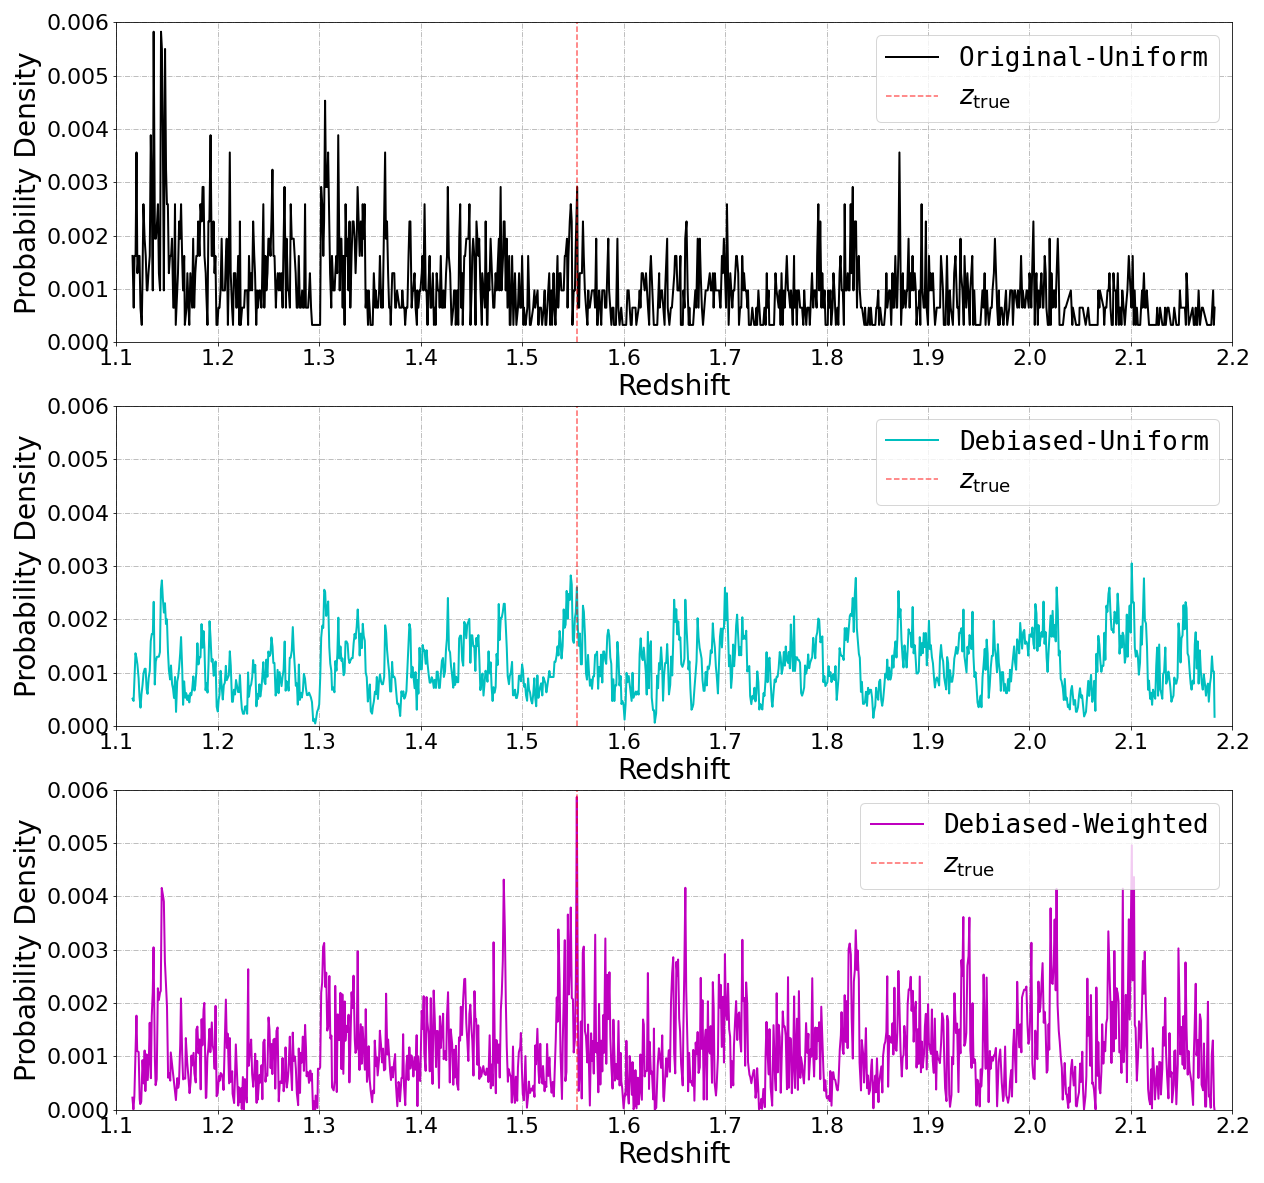 0.006
0.005
0.004
0.003
0.002
0.001
0.000
Probability Density
Original-Uniform
z_true
1.1 1.2 1.3 1.4 1.5 1.6 1.7 1.8 1.9 2.0 2.1 2.2
Redshift
0.006
0.005
0.004
0.003
0.002
0.001
0.000
Probability Density
Debiased-Uniform
z_true
1.1 1.2 1.3 1.4 1.5 1.6 1.7 1.8 1.9 2.0 2.1 2.2
Redshift
0.006
0.005
0.004
0.003
0.002
0.001
0.000
Probability Density
Debiased-Weighted
z_true
1.1 1.2 1.3 1.4 1.5 1.6 1.7 1.8 1.9 2.0 2.1 2.2
Redshift